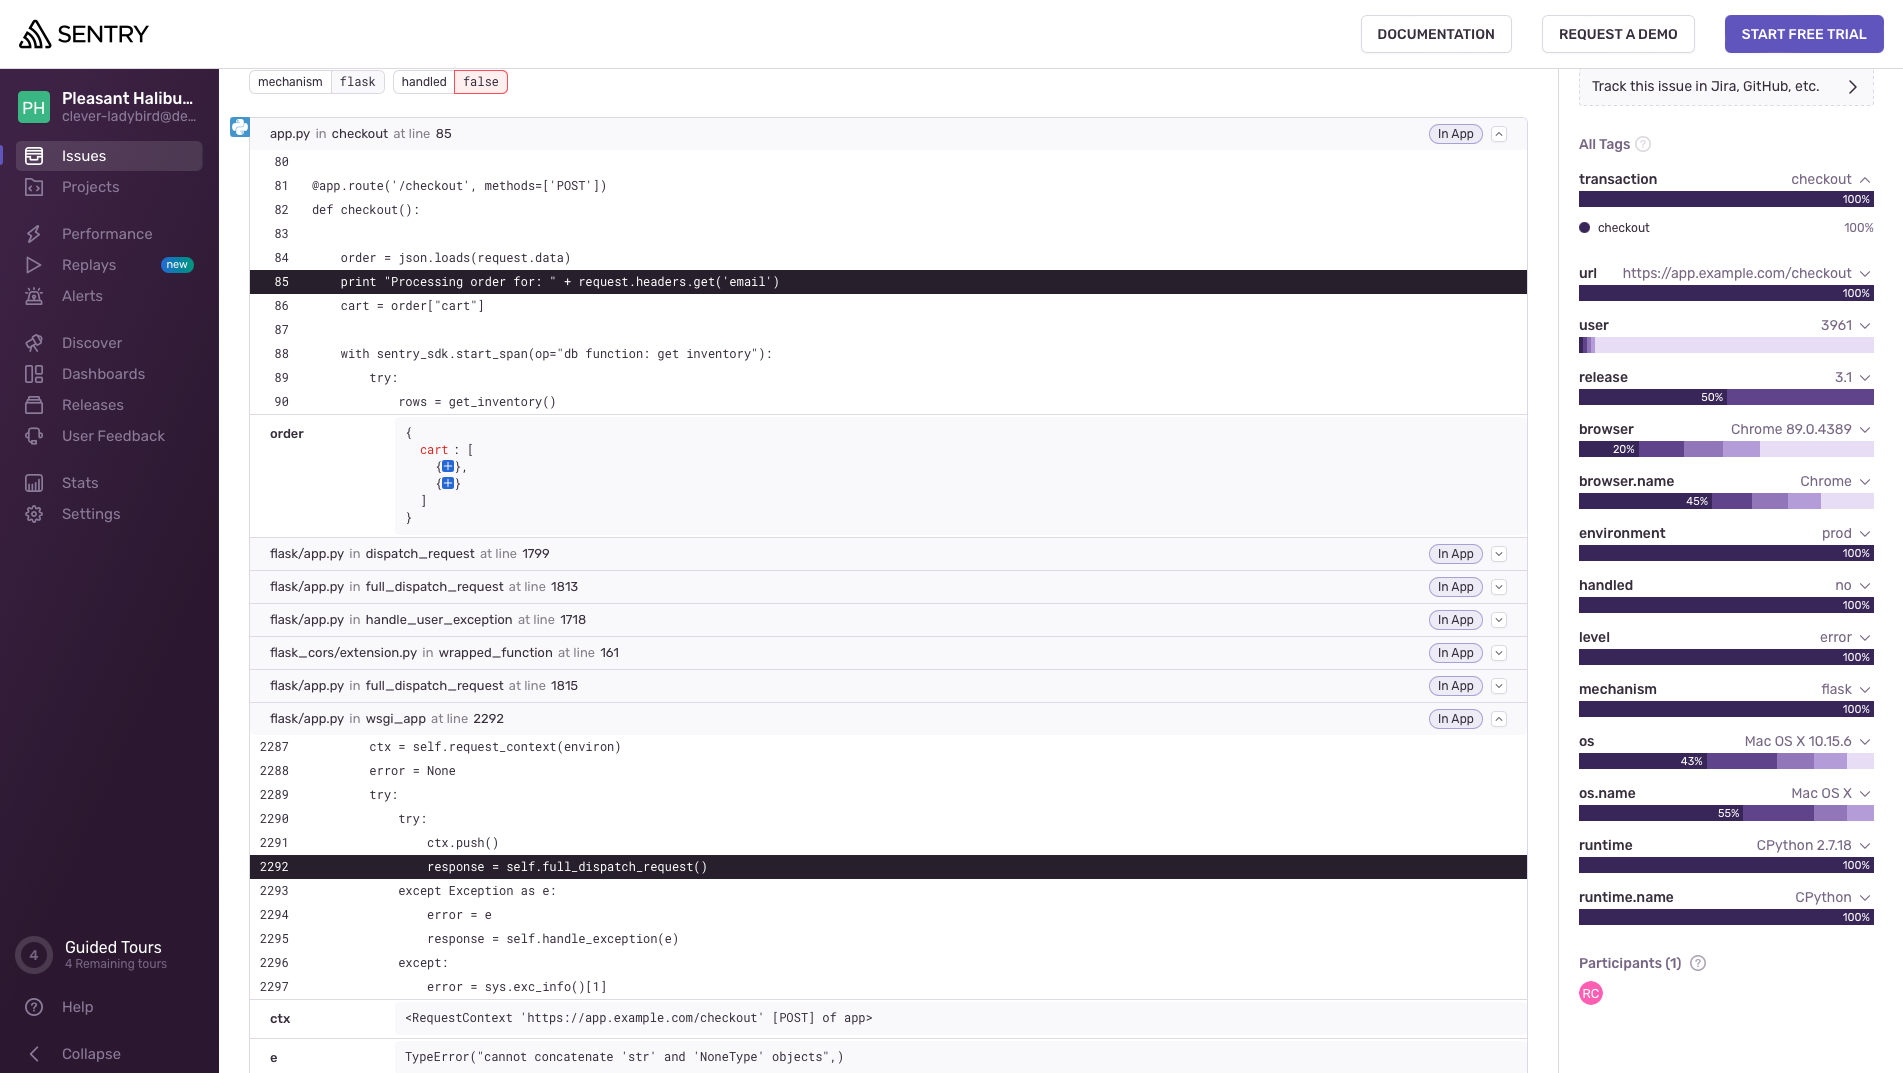 SENTRY
DOCUMENTATION
REQUEST A DEMO
START FREE TRIAL
PH
Pleasant Halibu...
clever-ladybird@de...
Issues
Projects
Performance
Replays new
Alerts
Discover
Dashboards
Releases
User Feedback
Stats
Settings
4
Guided Tours
4 Remaining tours
Help
Collapse
mechanism flask handled false
app.py in checkout at line 85 In App
80
81 @app.route('/checkout', methods=['POST'])
82 def checkout():
83
84 order = json.loads(request.data)
85 print "Processing order for: " + request.headers.get('email')
86 cart = order["cart"]
87
88 with sentry_sdk.start_span(op="db function: get inventory"):
89 try:
90 rows = get_inventory()
order {
cart : [
{+},
{+}
]
}
flask/app.py in dispatch_request at line 1799 In App
flask/app.py in full_dispatch_request at line 1813 In App
flask/app.py in handle_user_exception at line 1718 In App
flask_cors/extension.py in wrapped_function at line 161 In App
flask/app.py in full_dispatch_request at line 1815 In App
flask/app.py in wsgi_app at line 2292 In App
2287 ctx = self.request_context(environ)
2288 error = None
2289 try:
2290 try:
2291 ctx.push()
2292 response = self.full_dispatch_request()
2293 except Exception as e:
2294 error = e
2295 response = self.handle_exception(e)
2296 except:
2297 error = sys.exc_info()[1]
ctx <RequestContext 'https://app.example.com/checkout' [POST] of app>
e TypeError("cannot concatenate 'str' and 'NoneType' objects",)
Track this issue in Jira, GitHub, etc.
All Tags ?
transaction checkout
100%
checkout 100%
url https://app.example.com/checkout
100%
user 3961
release 3.1
50%
browser Chrome 89.0.4389
20%
browser.name Chrome
45%
environment prod
100%
handled no
100%
level error
100%
mechanism flask
100%
os Mac OS X 10.15.6
43%
os.name Mac OS X
55%
runtime CPython 2.7.18
100%
runtime.name CPython
100%
Participants (1) ?
RC